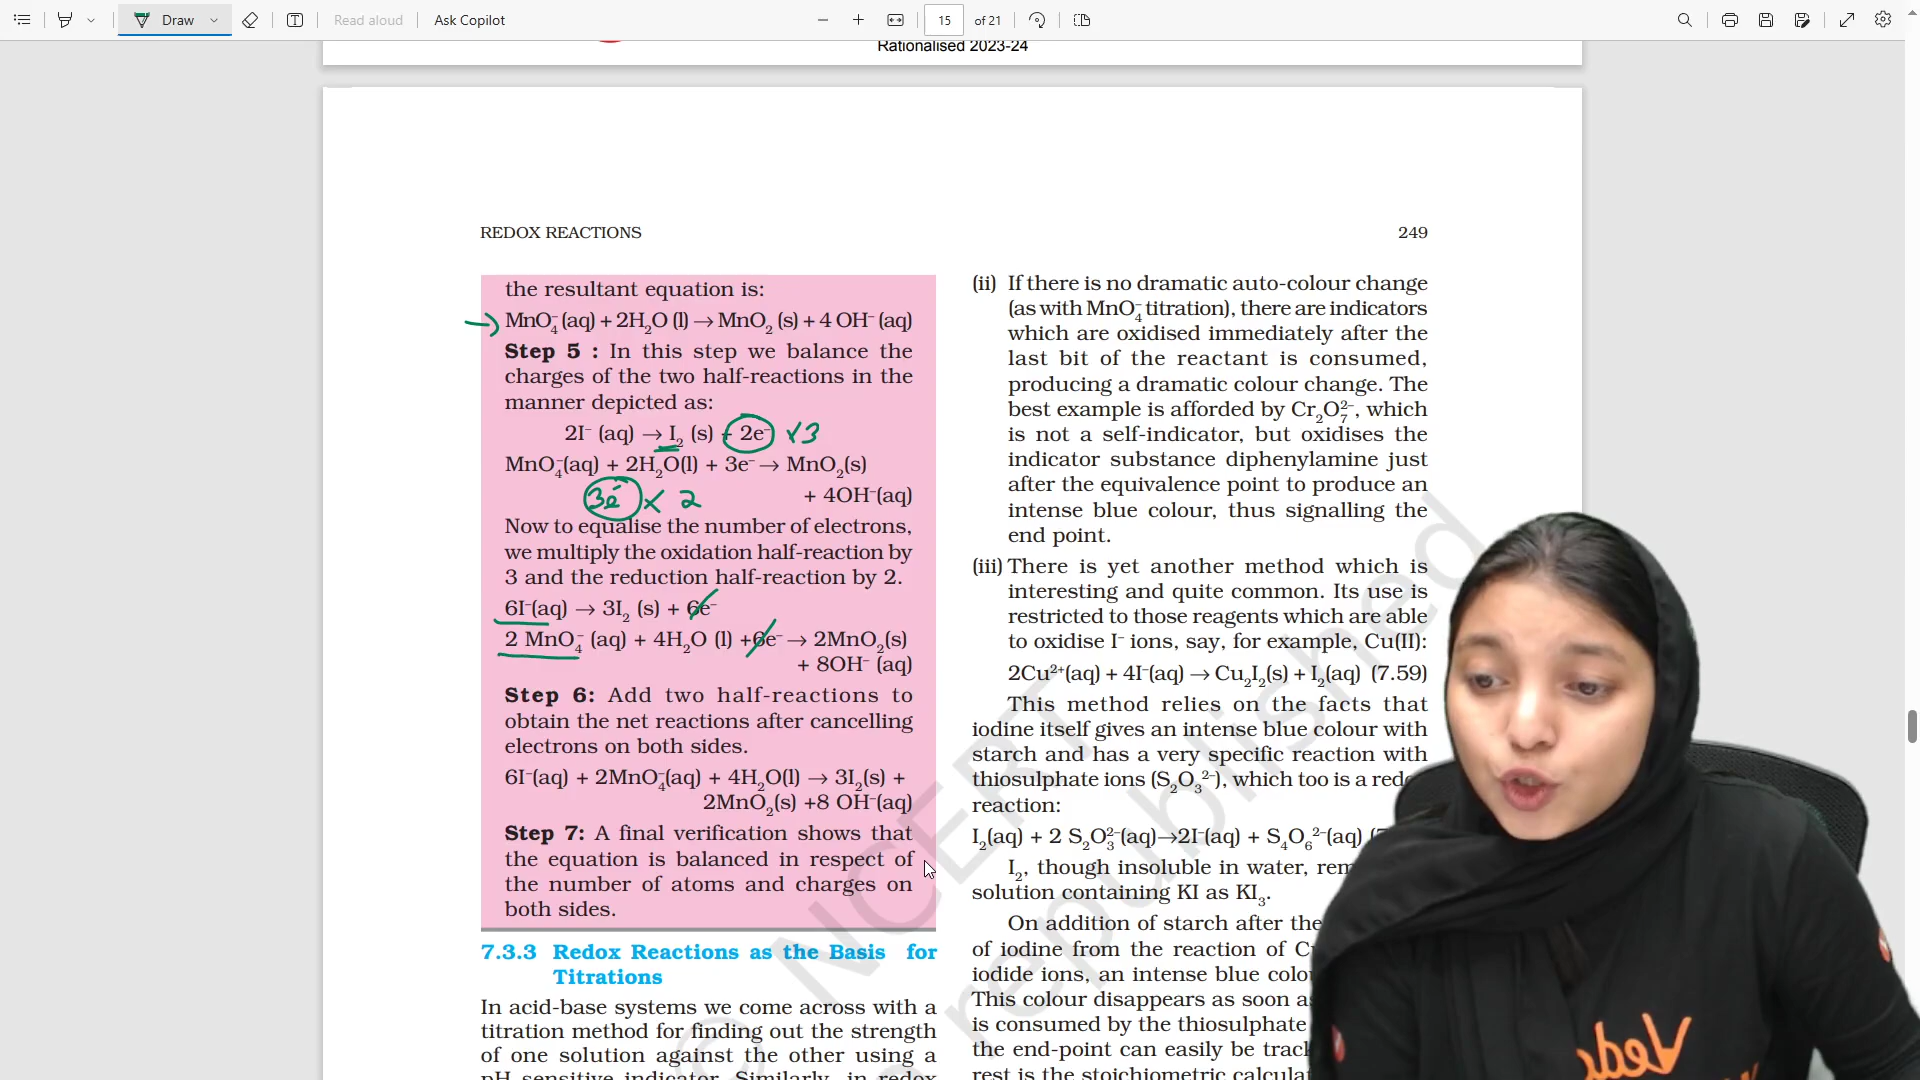 Draw
Read aloud
Ask Copilot
15
of 21
Rationalised 2023-24
REDOX REACTIONS
249
the resultant equation is:
MnO₄⁻ (aq) + 2H₂O (l) → MnO₂ (s) + 4 OH⁻ (aq)
Step 5 : In this step we balance the
charges of the two half-reactions in the
manner depicted as:
2I⁻ (aq) → I₂ (s) + 2e⁻ ×3
MnO₄⁻(aq) + 2H₂O(l) + 3e⁻ → MnO₂(s)
+ 4OH⁻(aq)
3e⁻ × 2
Now to equalise the number of electrons,
we multiply the oxidation half-reaction by
3 and the reduction half-reaction by 2.
6I⁻(aq) → 3I₂ (s) + 6e⁻
2 MnO₄⁻ (aq) + 4H₂O (l) +6e⁻ → 2MnO₂(s)
+ 8OH⁻ (aq)
Step 6: Add two half-reactions to
obtain the net reactions after cancelling
electrons on both sides.
6I⁻(aq) + 2MnO₄⁻(aq) + 4H₂O(l) → 3I₂(s) +
2MnO₂(s) +8 OH⁻(aq)
Step 7: A final verification shows that
the equation is balanced in respect of
the number of atoms and charges on
both sides.
7.3.3 Redox Reactions as the Basis for
Titrations
In acid-base systems we come across with a
titration method for finding out the strength
of one solution against the other using a
pH sensitive indicator. Similarly, in redox
(ii) If there is no dramatic auto-colour change
(as with MnO₄⁻ titration), there are indicators
which are oxidised immediately after the
last bit of the reactant is consumed,
producing a dramatic colour change. The
best example is afforded by Cr₂O₇²⁻, which
is not a self-indicator, but oxidises the
indicator substance diphenylamine just
after the equivalence point to produce an
intense blue colour, thus signalling the
end point.
(iii) There is yet another method which is
interesting and quite common. Its use is
restricted to those reagents which are able
to oxidise I⁻ ions, say, for example, Cu(II):
2Cu²⁺(aq) + 4I⁻(aq) → Cu₂I₂(s) + I₂(aq) (7.59)
This method relies on the facts that
iodine itself gives an intense blue colour with
starch and has a very specific reaction with
thiosulphate ions (S₂O₃²⁻), which too is a redox
reaction:
I₂(aq) + 2 S₂O₃²⁻(aq)→2I⁻(aq) + S₄O₆²⁻(aq)
I₂, though insoluble in water,
solution containing KI as KI₃.
On addition of starch after the
of iodine from the reaction of
iodide ions, an intense blue
This colour disappears as soon as
is consumed by the thiosulphate
the end-point can easily be
rest is the stoichiometric
© NCERT
republished